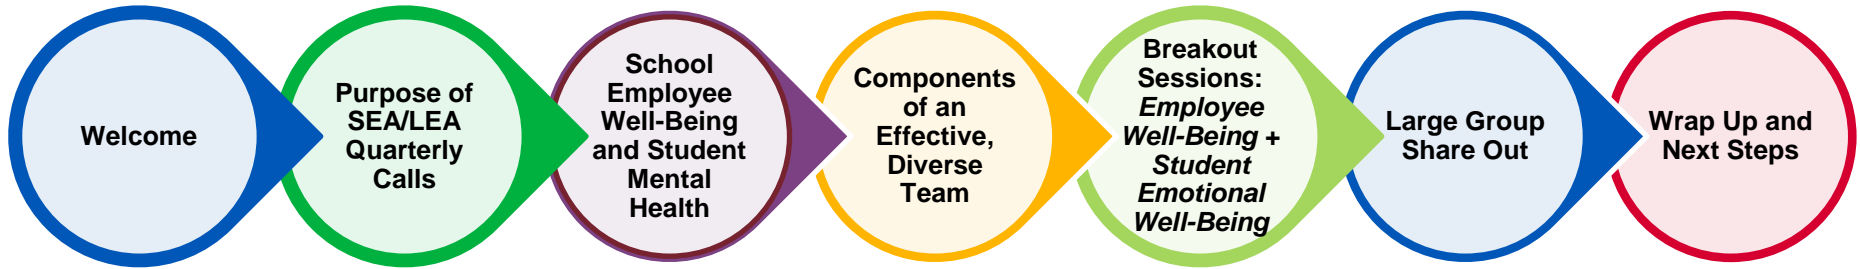 Welcome
Purpose of
SEA/LEA
Quarterly
Calls
School
Employee
Well-Being
and Student
Mental
Health
Components
of an
Effective,
Diverse
Team
Breakout
Sessions:
Employee
Well-Being +
Student
Emotional
Well-Being
Large Group
Share Out
Wrap Up and
Next Steps